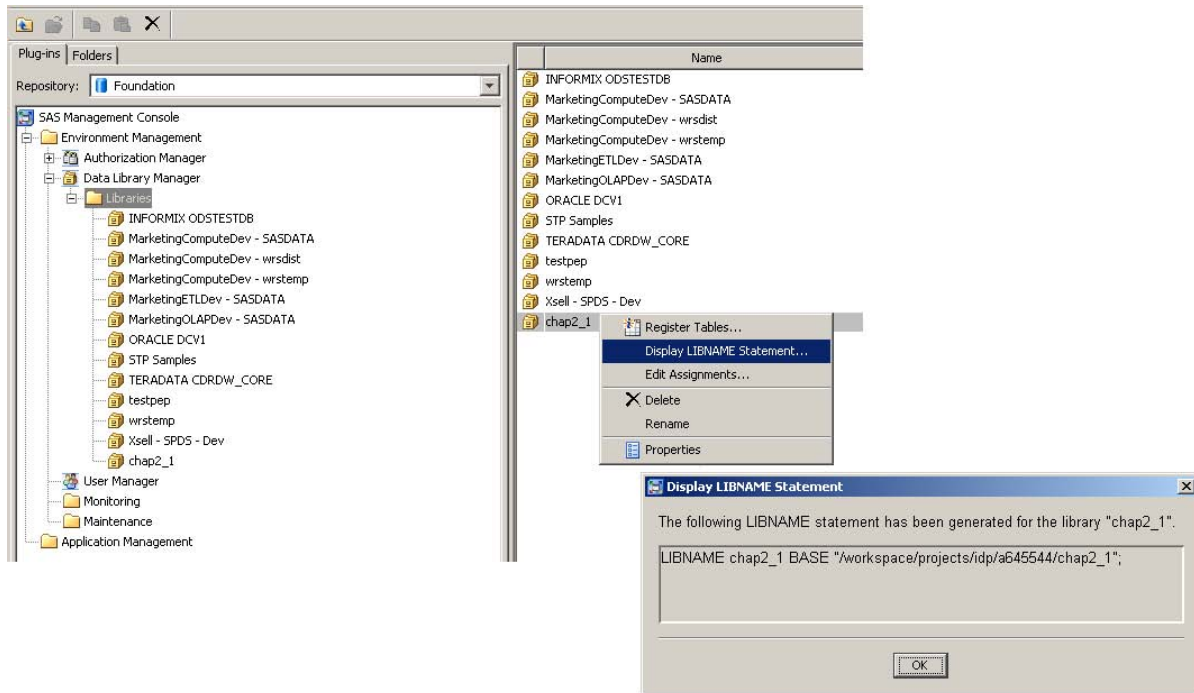 Plug-ins Folders
Repository: Foundation
SAS Management Console
Environment Management
Authorization Manager
Data Library Manager
Libraries
INFORMIX ODSTESTDB
MarketingComputeDev - SASDATA
MarketingComputeDev - wrsdist
MarketingComputeDev - wrstemp
MarketingETLDev - SASDATA
MarketingOLAPDev - SASDATA
ORACLE DCV1
STP Samples
TERADATA CDRDW_CORE
testpep
wrstemp
Xsell - SPDS - Dev
chap2_1
User Manager
Monitoring
Maintenance
Application Management
Name
INFORMIX ODSTESTDB
MarketingComputeDev - SASDATA
MarketingComputeDev - wrsdist
MarketingComputeDev - wrstemp
MarketingETLDev - SASDATA
MarketingOLAPDev - SASDATA
ORACLE DCV1
STP Samples
TERADATA CDRDW_CORE
testpep
wrstemp
Xsell - SPDS - Dev
chap2_1
Register Tables...
Display LIBNAME Statement...
Edit Assignments...
Delete
Rename
Properties
Display LIBNAME Statement
The following LIBNAME statement has been generated for the library "chap2_1".
LIBNAME chap2_1 BASE "/workspace/projects/idp/a645544/chap2_1";
OK